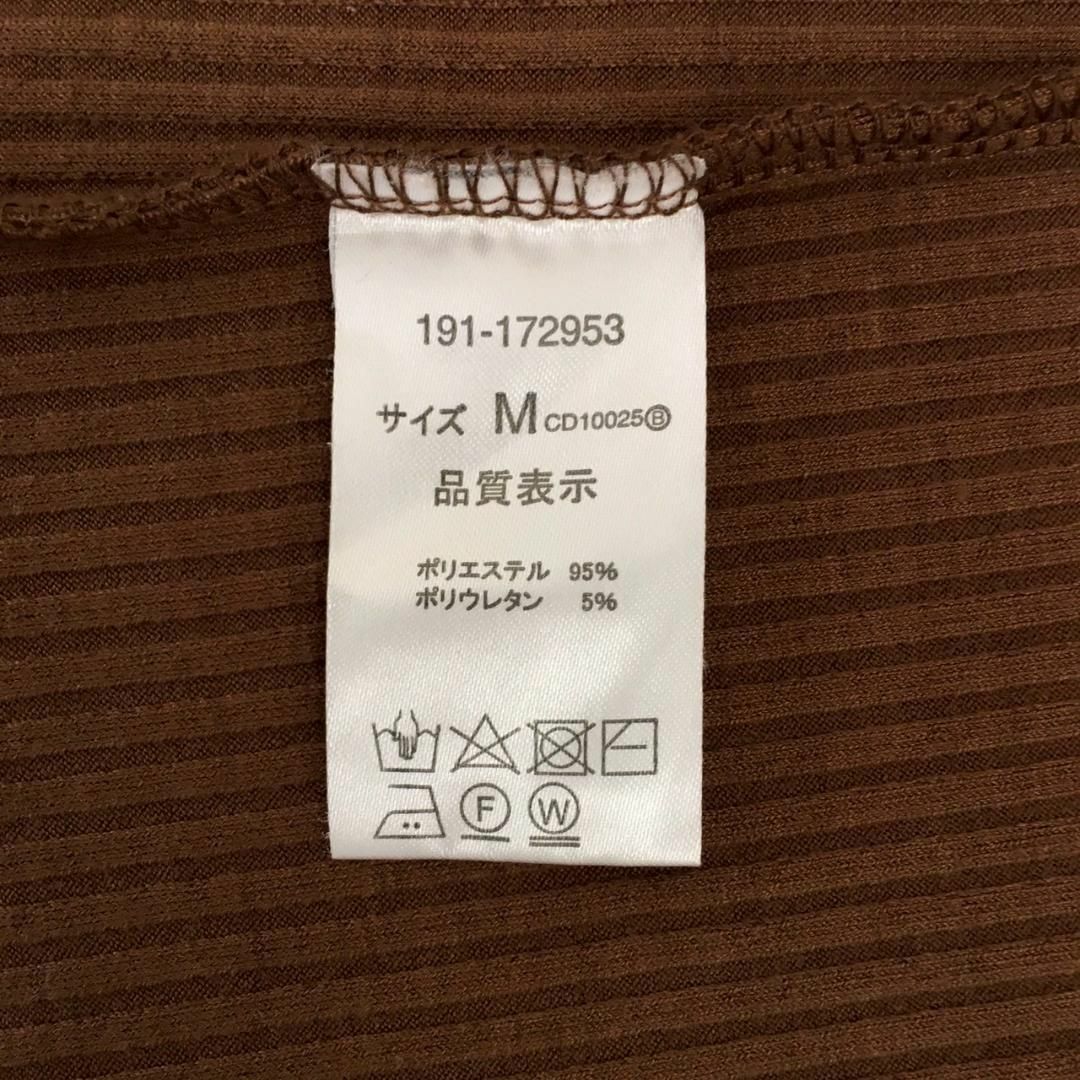 191-172953
サイズ M CD10025Ⓑ
品質表示
ポリエステル 95%
ポリウレタン 5%
F W